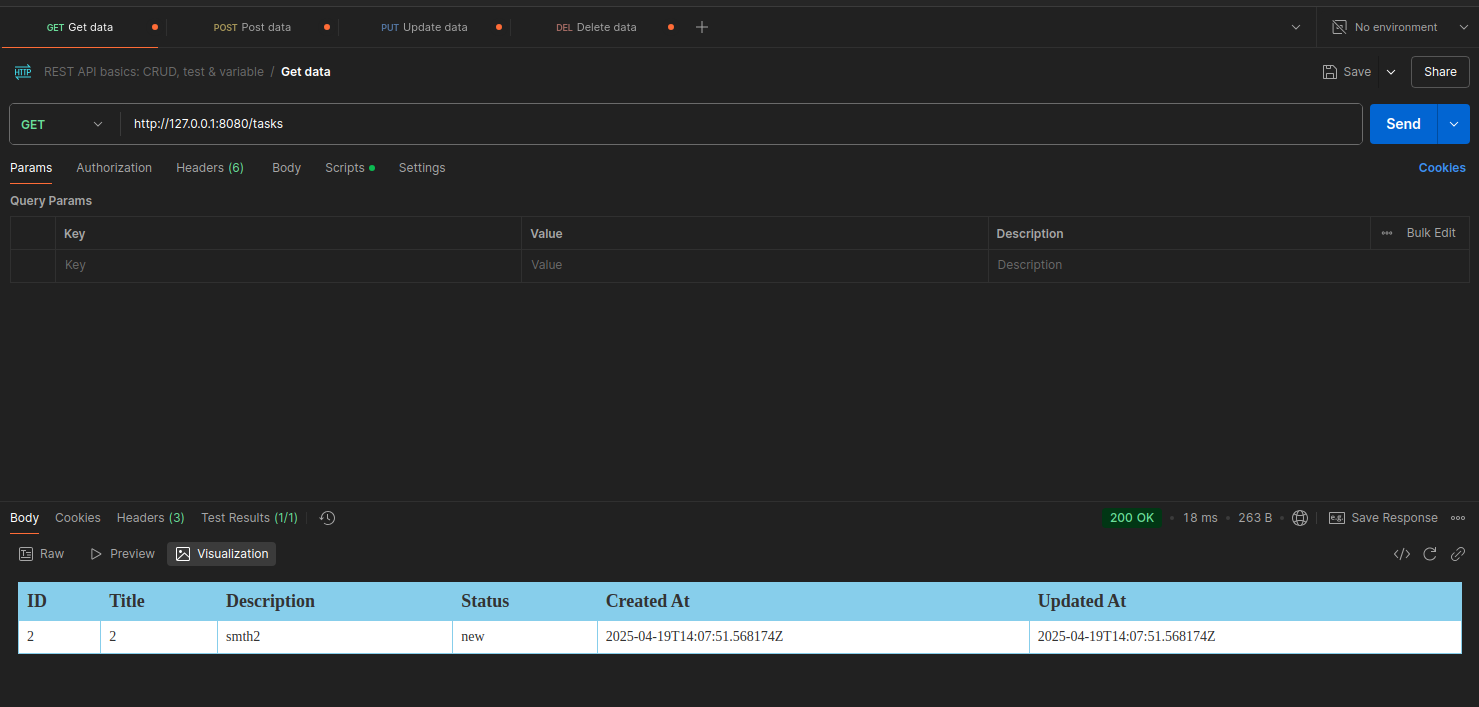 GET Get data POST Post data PUT Update data DEL Delete data No environment
HTTP REST API basics: CRUD, test & variable / Get data Save Share
GET http://127.0.0.1:8080/tasks Send
Params Authorization Headers (6) Body Scripts Settings Cookies
Query Params
Key Value Description Bulk Edit
Key Value Description
Body Cookies Headers (3) Test Results (1/1) 200 OK 18 ms 263 B e.g. Save Response
Raw Preview Visualization
ID Title Description Status Created At Updated At
2 2 smth2 new 2025-04-19T14:07:51.568174Z 2025-04-19T14:07:51.568174Z